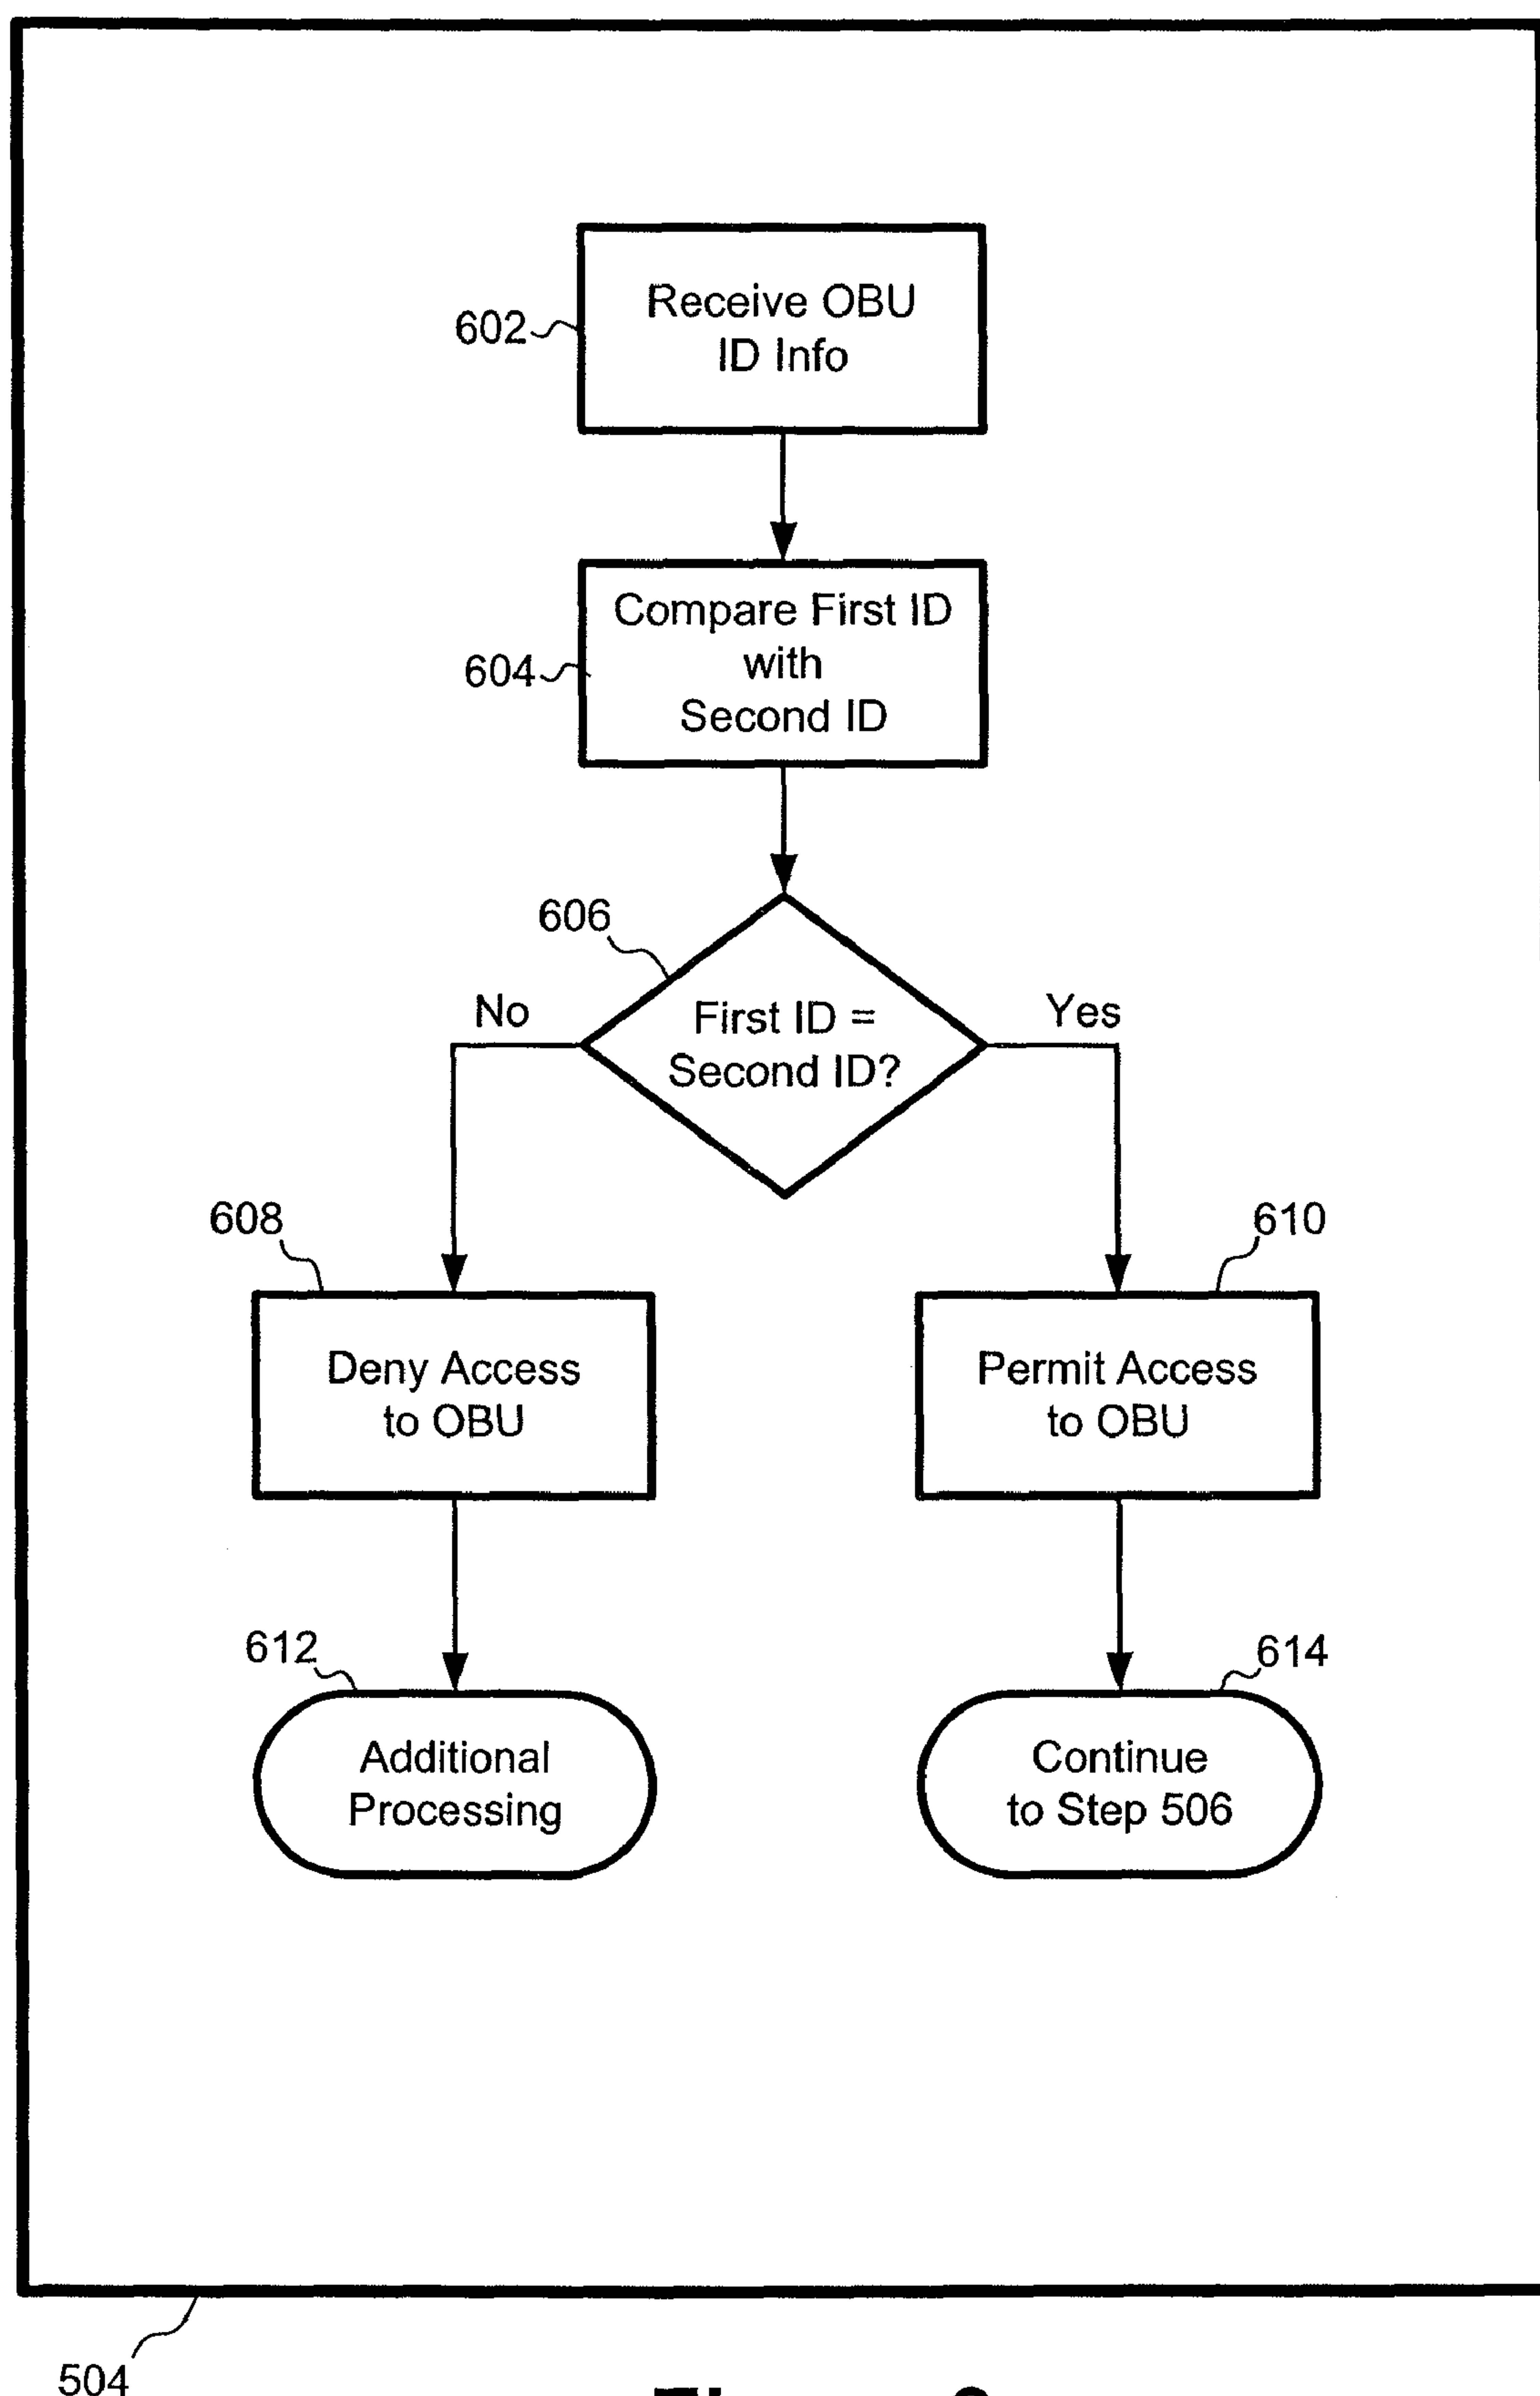 602
Receive OBU
ID Info
604
Compare First ID
with
Second ID
606
No
First ID =
Second ID?
Yes
608
610
Deny Access
to OBU
Permit Access
to OBU
612
614
Additional
Processing
Continue
to Step 506
504